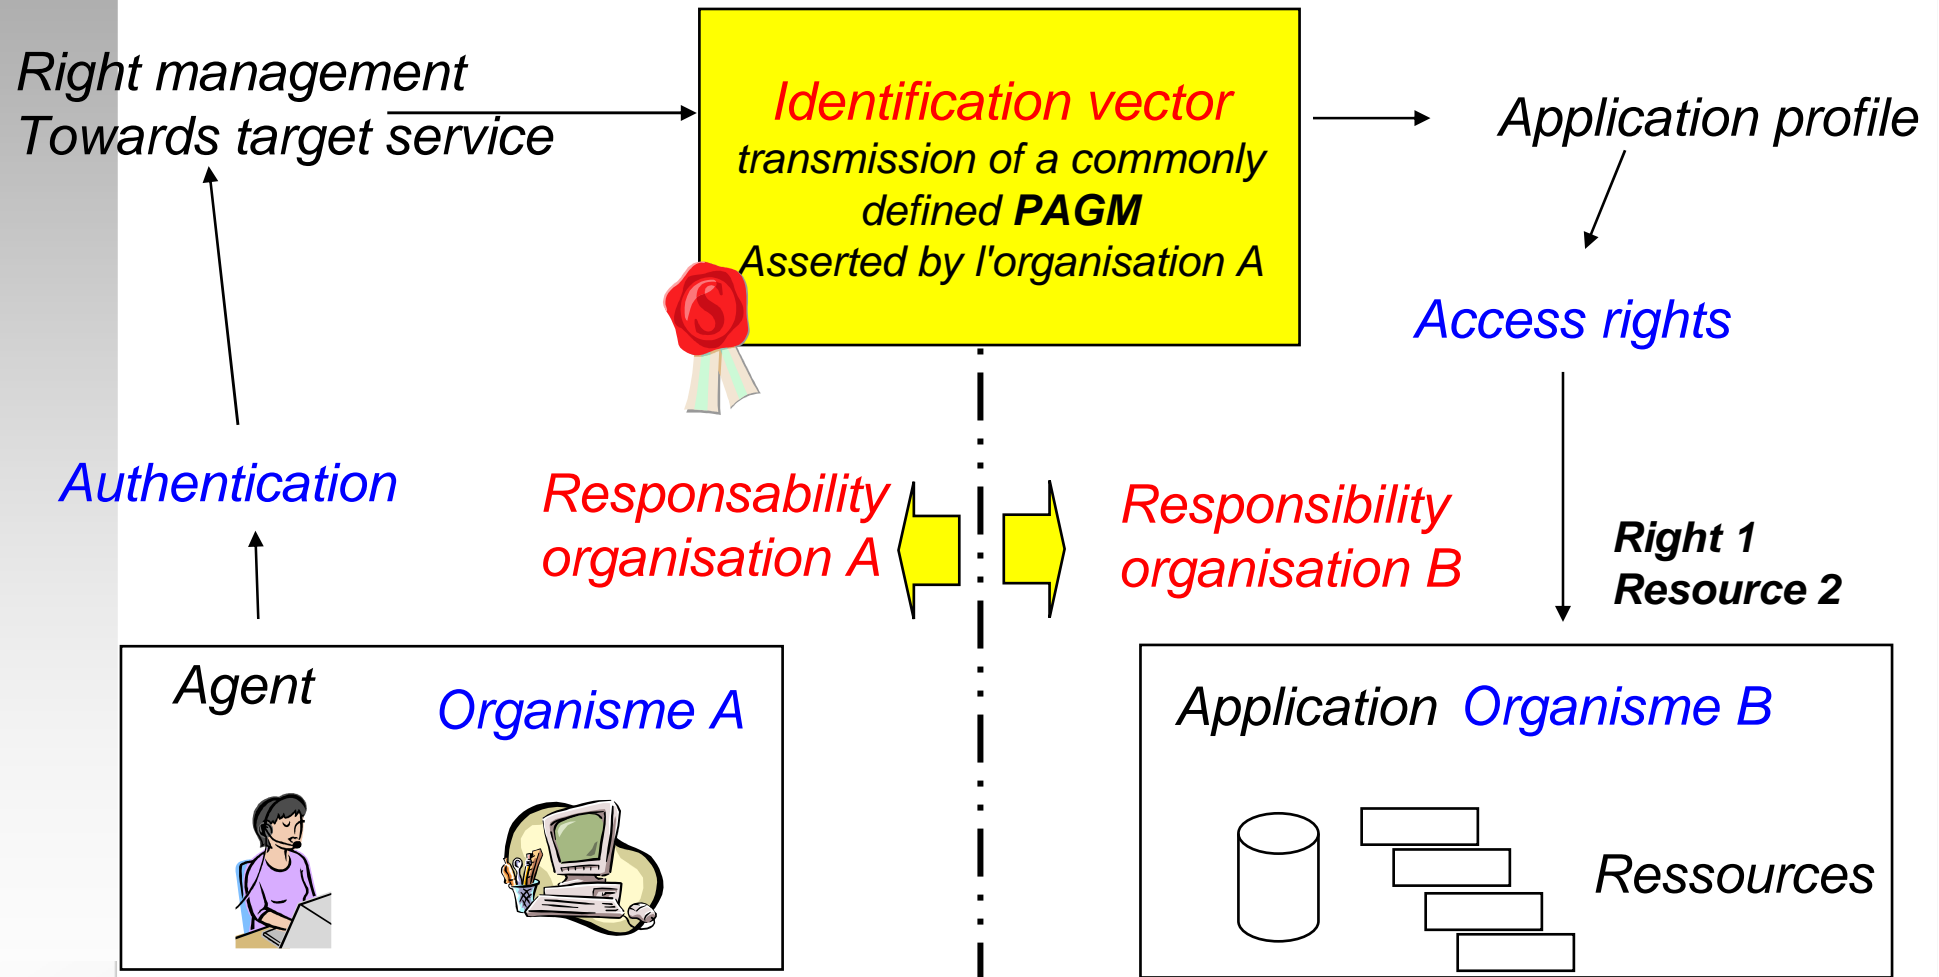 Right management
Towards target service
Identification vector
transmission of a commonly
defined PAGM
Asserted by l'organisation A
S
Application profile
Access rights
Authentication
Responsability
organisation A
Responsibility
organisation B
Right 1
Resource 2
Agent
Organisme A
Application Organisme B
Ressources